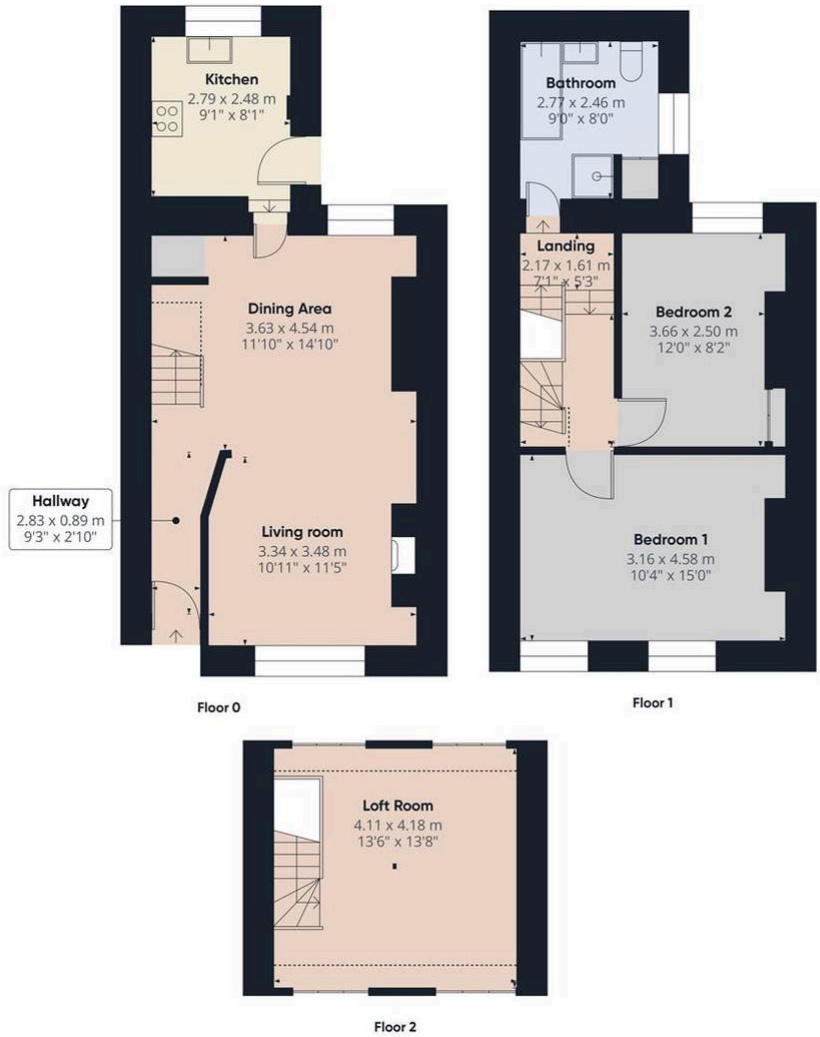 Kitchen
2.79 x 2.48 m
9'1" x 8'1"
Dining Area
3.63 x 4.54 m
11'10" x 14'10"
Hallway
2.83 x 0.89 m
9'3" x 2'10"
Living room
3.34 x 3.48 m
10'11" x 11'5"
Floor 0
Bathroom
2.77 x 2.46 m
9'0" x 8'0"
Landing
2.17 x 1.61 m
7'1" x 5'3"
Bedroom 2
3.66 x 2.50 m
12'0" x 8'2"
Bedroom 1
3.16 x 4.58 m
10'4" x 15'0"
Floor 1
Loft Room
4.11 x 4.18 m
13'6" x 13'8"
Floor 2